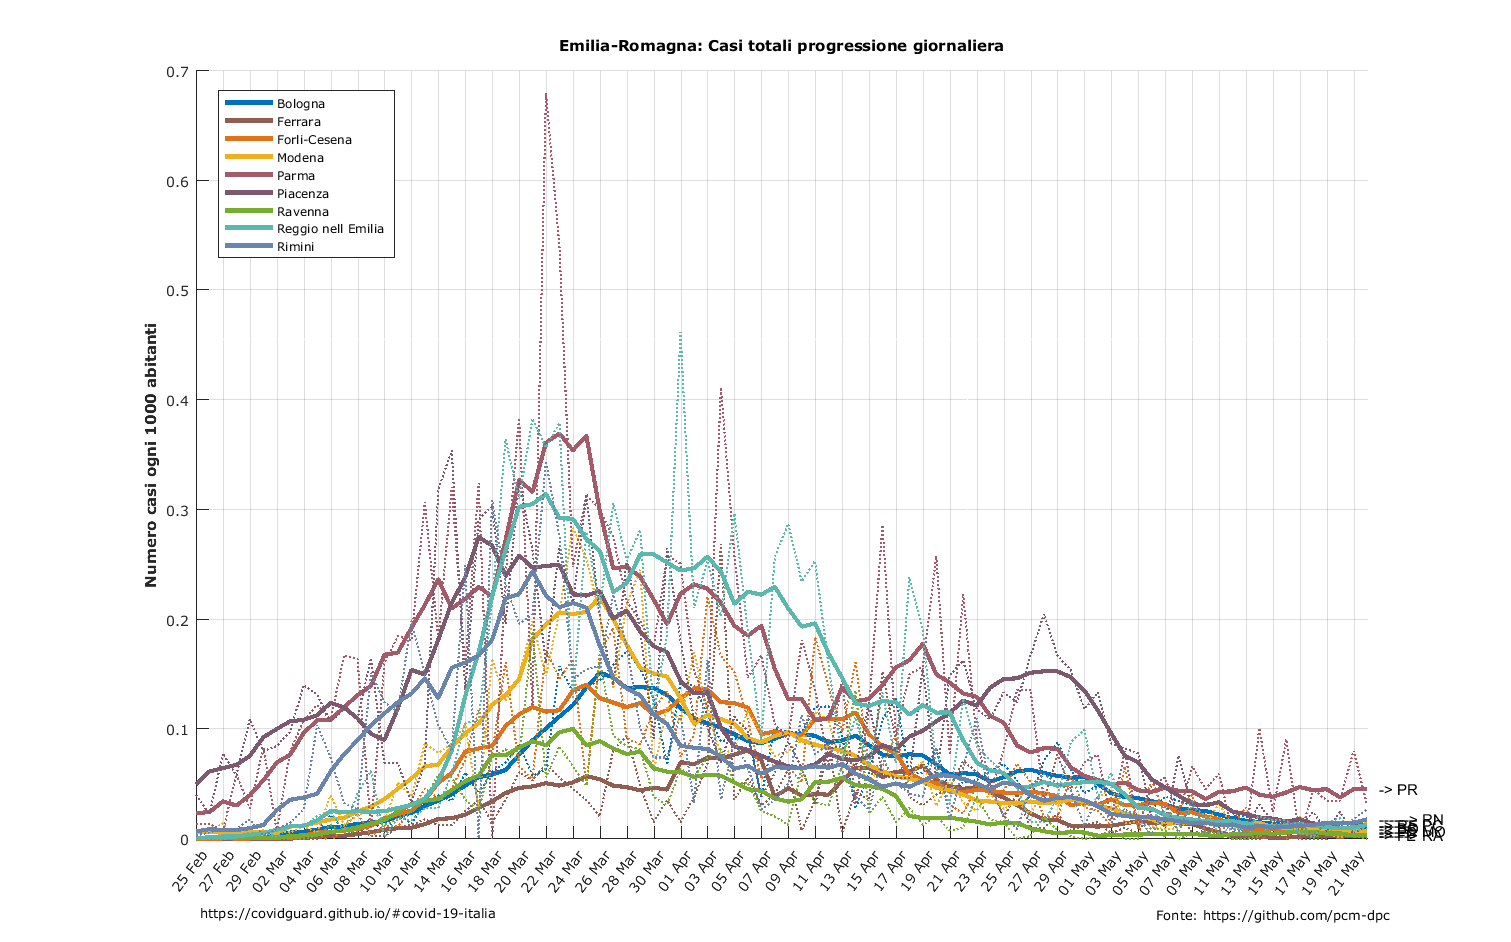 Emilia-Romagna: Casi totali progressione giornaliera
Numero casi ogni 1000 abitanti
0.7
0.6
0.5
0.4
0.3
0.2
0.1
0
Bologna
Ferrara
Forlì-Cesena
Modena
Parma
Piacenza
Ravenna
Reggio nell Emilia
Rimini
-> PR
-----> RN
25 Feb
27 Feb
29 Feb
02 Mar
04 Mar
06 Mar
08 Mar
10 Mar
12 Mar
14 Mar
16 Mar
18 Mar
20 Mar
22 Mar
24 Mar
26 Mar
28 Mar
30 Mar
01 Apr
03 Apr
05 Apr
07 Apr
09 Apr
11 Apr
13 Apr
15 Apr
17 Apr
19 Apr
21 Apr
23 Apr
25 Apr
27 Apr
29 Apr
01 May
03 May
05 May
07 May
09 May
11 May
13 May
15 May
17 May
19 May
21 May
https://covidguard.github.io/#covid-19-italia
Fonte: https://github.com/pcm-dpc